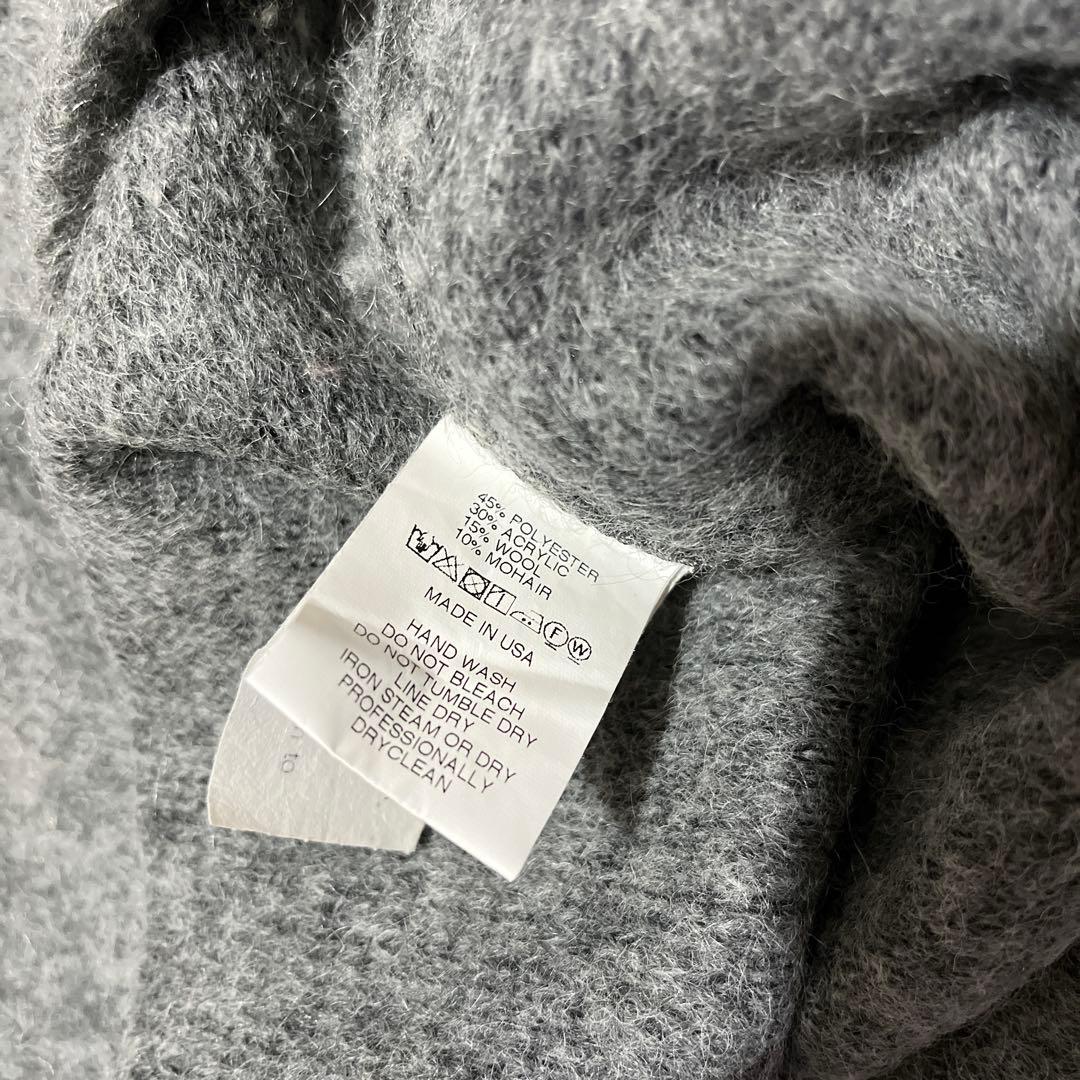 45% POLYESTER
30% ACRYLIC
15% WOOL
10% MOHAIR
F W
MADE IN USA
HAND WASH
DO NOT BLEACH
DO NOT TUMBLE DRY
LINE DRY
IRON STEAM OR DRY
PROFESSIONALLY
DRYCLEAN